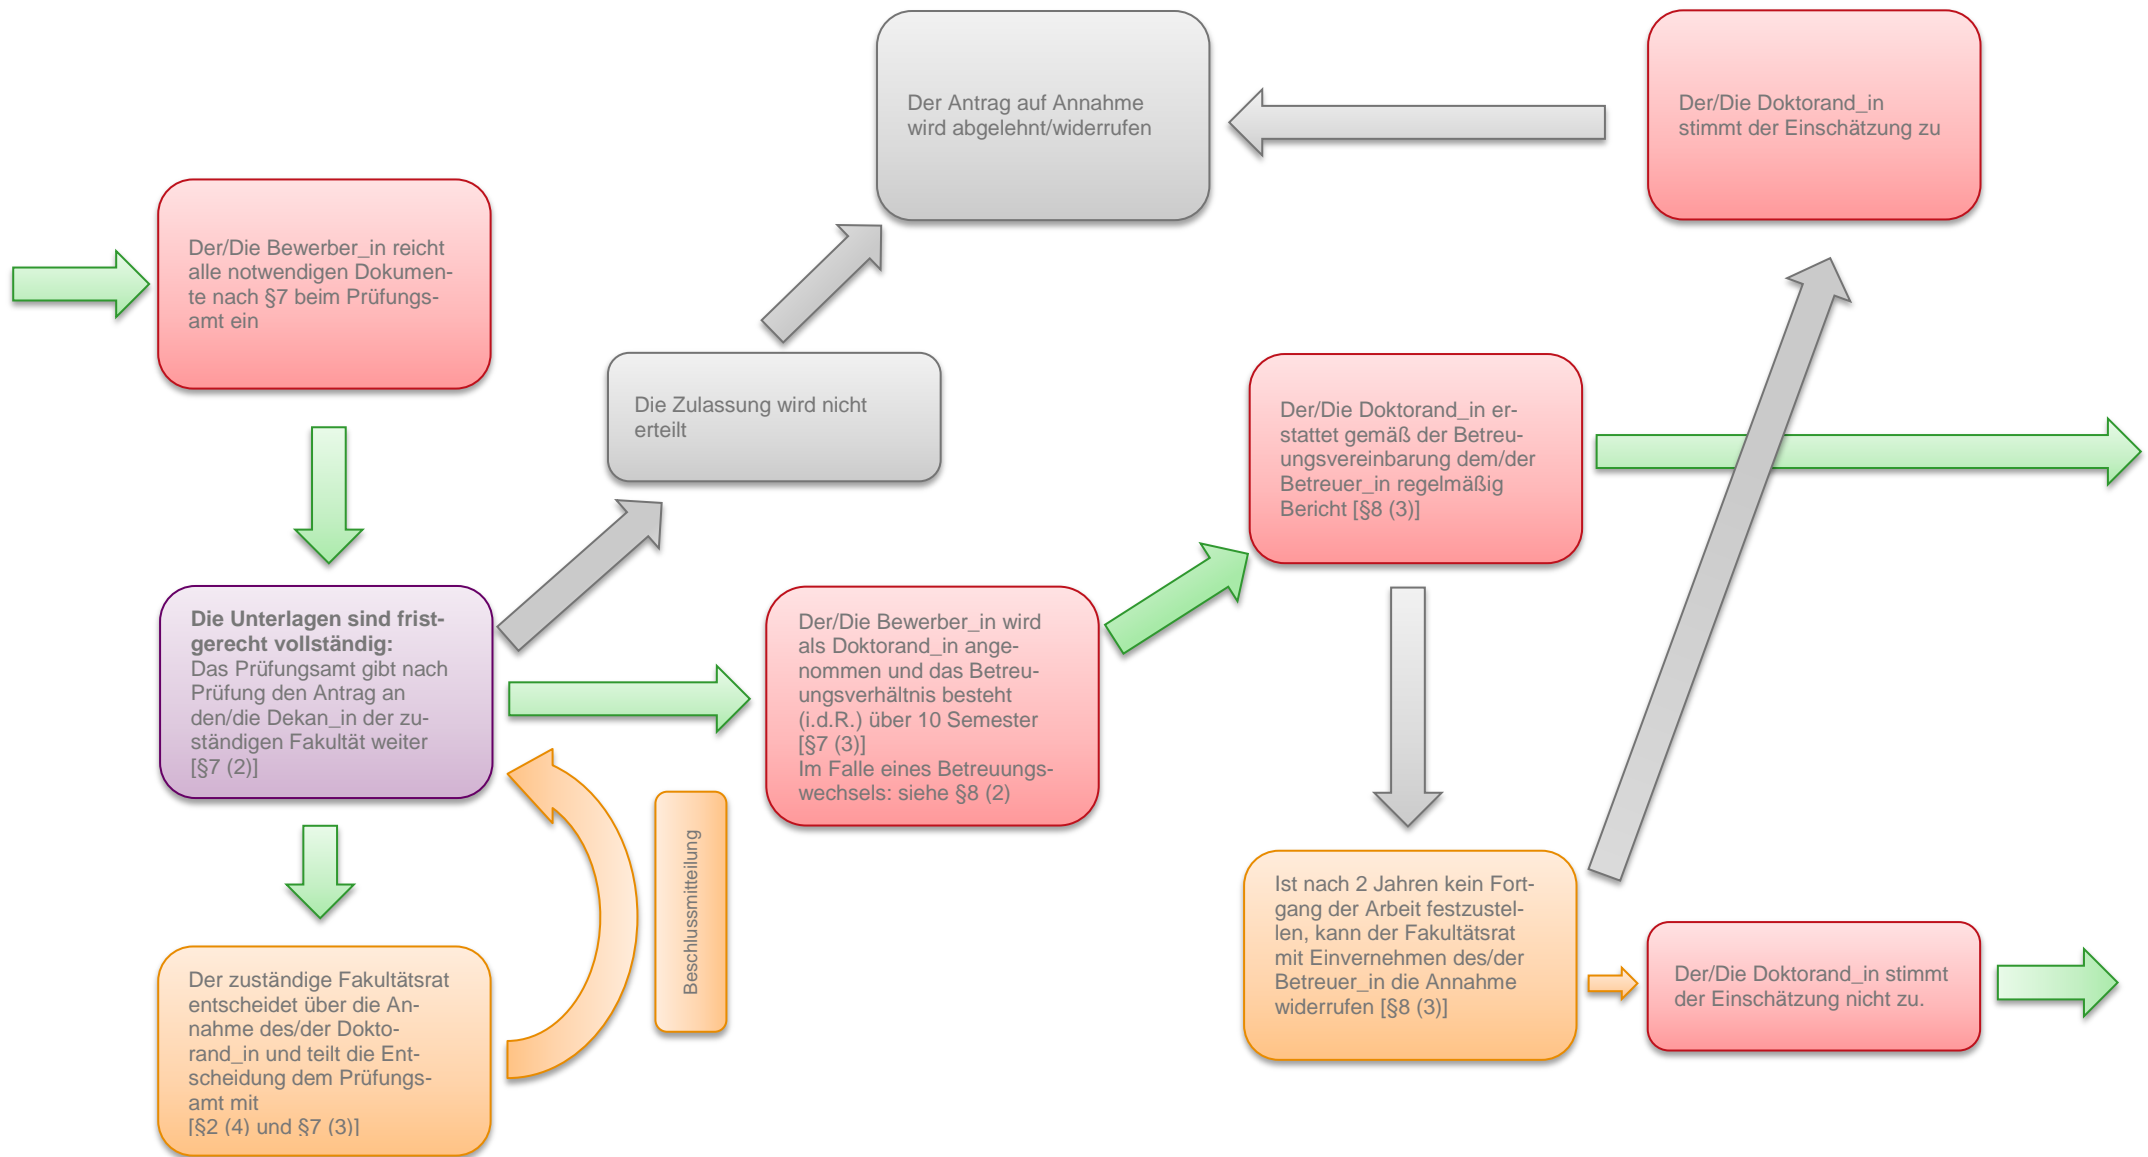 Der Antrag auf Annahme
wird abgelehnt/widerrufen
Der/Die Doktorand_in
stimmt der Einschätzung zu
Der/Die Bewerber_in reicht
alle notwendigen Dokumen-
te nach §7 beim Prüfungs-
amt ein
Die Zulassung wird nicht
erteilt
Der/Die Doktorand_in er-
stattet gemäß der Betreu-
ungsvereinbarung dem/der
Betreuer_in regelmäßig
Bericht [§8 (3)]
Die Unterlagen sind frist-
gerecht vollständig:
Das Prüfungsamt gibt nach
Prüfung den Antrag an
den/die Dekan_in der zu-
ständigen Fakultät weiter
[§7 (2)]
Der/Die Bewerber_in wird
als Doktorand_in ange-
nommen und das Betreu-
ungsverhältnis besteht
(i.d.R.) über 10 Semester
[§7 (3)]
Im Falle eines Betreuungs-
wechsels: siehe §8 (2)
Beschlussmitteilung
Der zuständige Fakultätsrat
entscheidet über die An-
nahme des/der Dokto-
rand_in und teilt die Ent-
scheidung dem Prüfungs-
amt mit
[§2 (4) und §7 (3)]
Ist nach 2 Jahren kein Fort-
gang der Arbeit festzustel-
len, kann der Fakultätsrat
mit Einvernehmen des/der
Betreuer_in die Annahme
widerrufen [§8 (3)]
Der/Die Doktorand_in stimmt
der Einschätzung nicht zu.